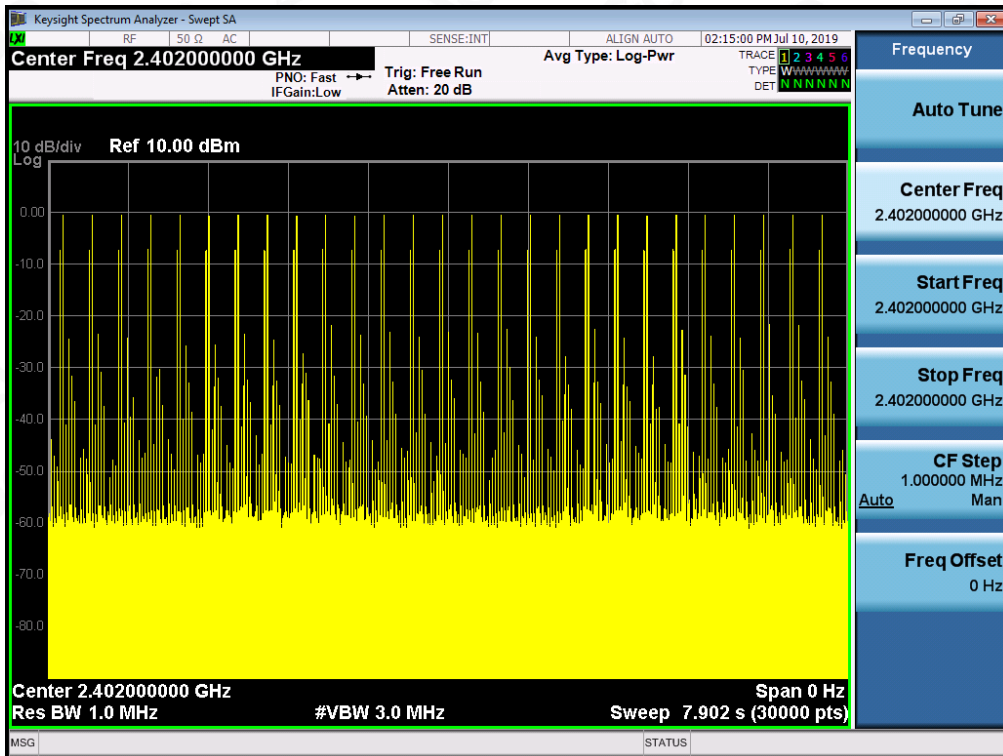 Keysight Spectrum Analyzer - Swept SA
LXI RF 50 Ω AC SENSE:INT ALIGN AUTO 02:15:00 PM Jul 10, 2019
Center Freq 2.402000000 GHz
PNO: Fast
IFGain:Low
Trig: Free Run
Atten: 20 dB
Avg Type: Log-Pwr
TRACE 1 2 3 4 5 6
TYPE WWWWWW
DET N N N N N N
10 dB/div Ref 10.00 dBm
Log
0.00
-10.0
-20.0
-30.0
-40.0
-50.0
-60.0
-70.0
-80.0
Center 2.402000000 GHz Span 0 Hz
Res BW 1.0 MHz #VBW 3.0 MHz Sweep 7.902 s (30000 pts)
MSG STATUS
Frequency
Auto Tune
Center Freq
2.402000000 GHz
Start Freq
2.402000000 GHz
Stop Freq
2.402000000 GHz
CF Step
1.000000 MHz
Auto Man
Freq Offset
0 Hz